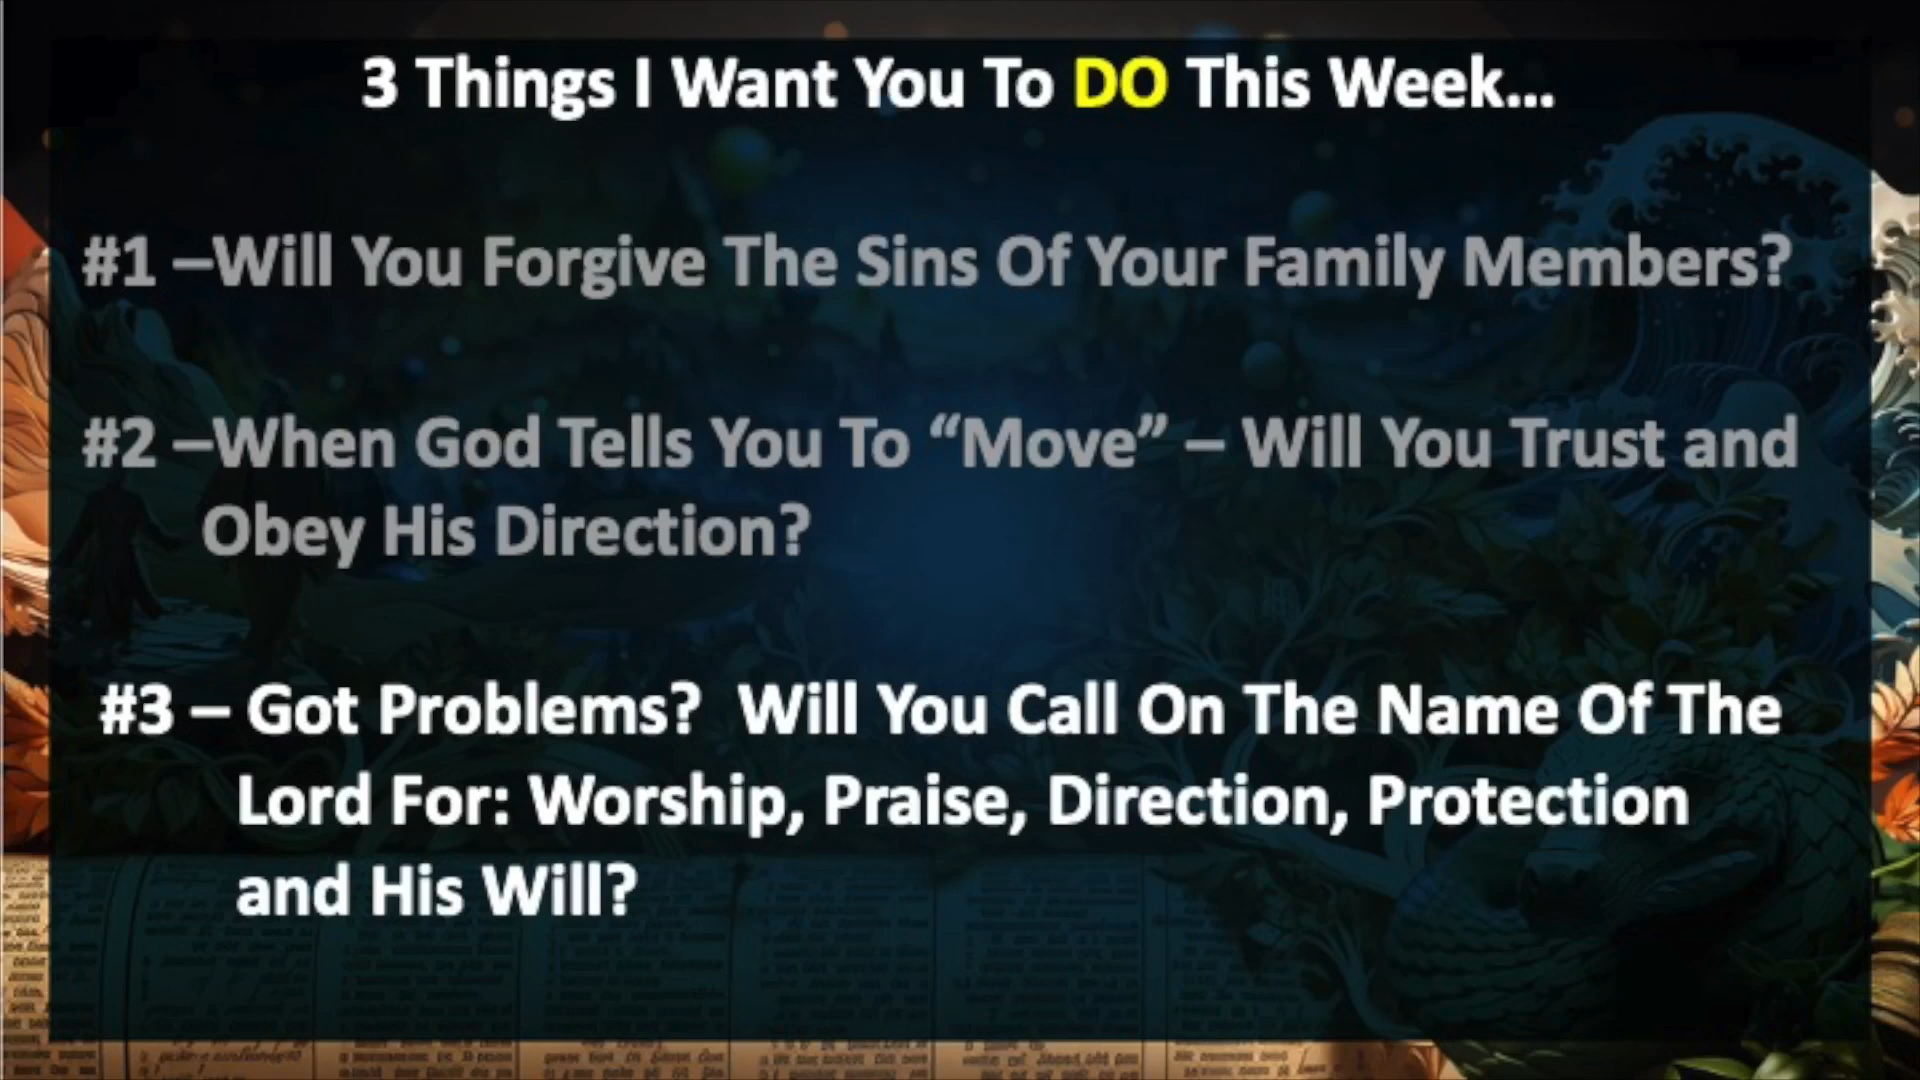 3 Things I Want You To DO This Week...
#1 –Will You Forgive The Sins Of Your Family Members?
#2 –When God Tells You To “Move” – Will You Trust and
Obey His Direction?
#3 – Got Problems?  Will You Call On The Name Of The
Lord For: Worship, Praise, Direction, Protection
and His Will?